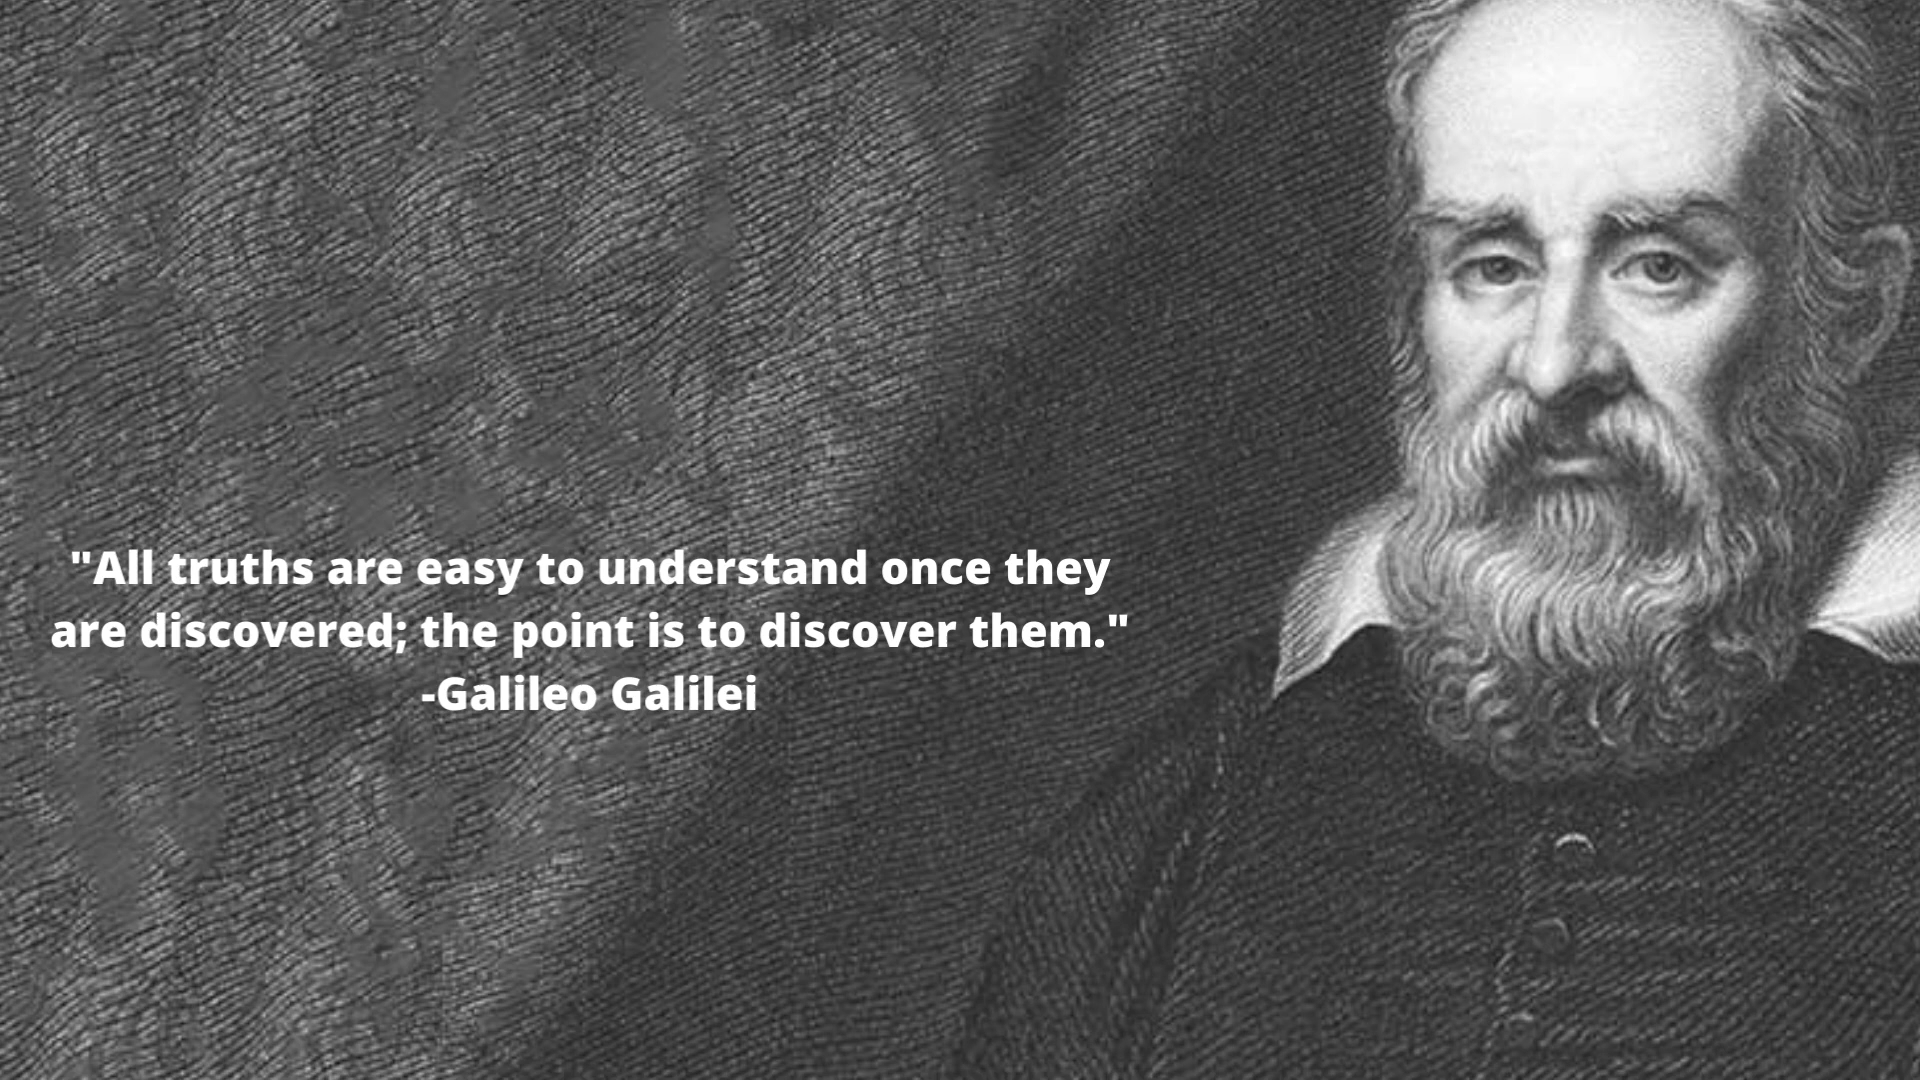 "All truths are easy to understand once they
are discovered; the point is to discover them."
-Galileo Galilei